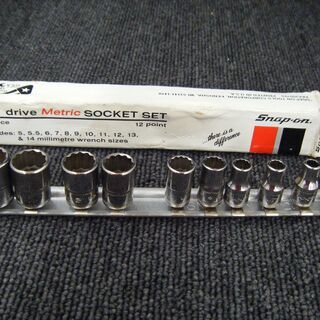 drive Metric SOCKET SET
12 point
des: 5, 5.5, 6, 7, 8, 9, 10, 11, 12, 13,
& 14 millimetre wrench sizes
there is a
difference
Snap-on